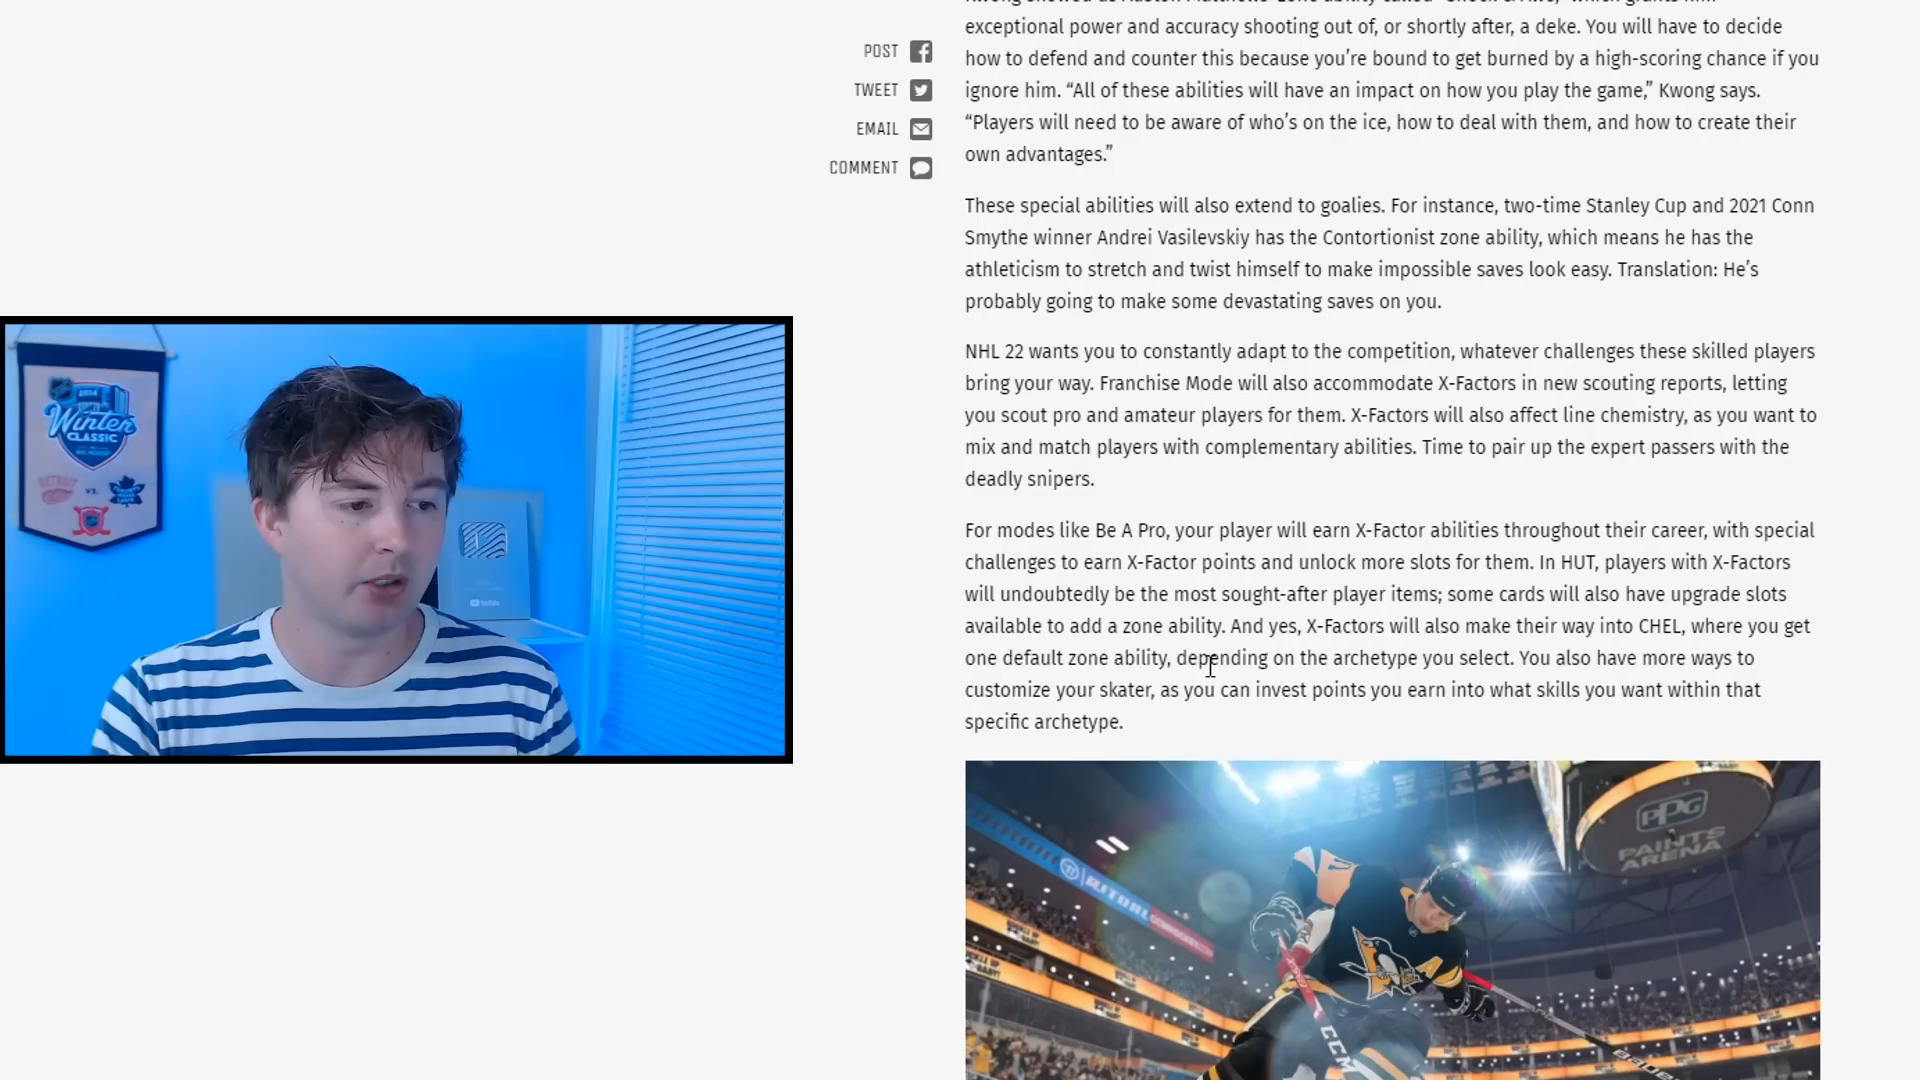 exceptional power and accuracy shooting out of, or shortly after, a deke. You will have to decide
how to defend and counter this because you’re bound to get burned by a high-scoring chance if you
ignore him. “All of these abilities will have an impact on how you play the game,” Kwong says.
“Players will need to be aware of who’s on the ice, how to deal with them, and how to create their
own advantages.”
POST
TWEET
EMAIL
COMMENT
These special abilities will also extend to goalies. For instance, two-time Stanley Cup and 2021 Conn
Smythe winner Andrei Vasilevskiy has the Contortionist zone ability, which means he has the
athleticism to stretch and twist himself to make impossible saves look easy. Translation: He’s
probably going to make some devastating saves on you.
NHL 22 wants you to constantly adapt to the competition, whatever challenges these skilled players
bring your way. Franchise Mode will also accommodate X-Factors in new scouting reports, letting
you scout pro and amateur players for them. X-Factors will also affect line chemistry, as you want to
mix and match players with complementary abilities. Time to pair up the expert passers with the
deadly snipers.
For modes like Be A Pro, your player will earn X-Factor abilities throughout their career, with special
challenges to earn X-Factor points and unlock more slots for them. In HUT, players with X-Factors
will undoubtedly be the most sought-after player items; some cards will also have upgrade slots
available to add a zone ability. And yes, X-Factors will also make their way into CHEL, where you get
one default zone ability, depending on the archetype you select. You also have more ways to
customize your skater, as you can invest points you earn into what skills you want within that
specific archetype.
2014
Winter
CLASSIC
DETROIT
VS.
YouTube
PPG
PAINTS
ARENA
CCM